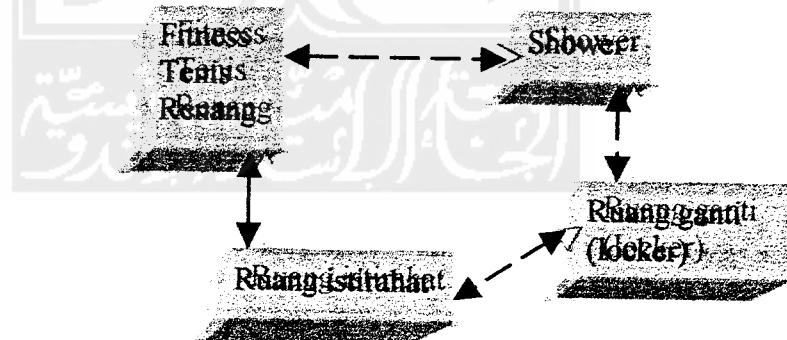 Fitness
Tenis
Renang
Shower
Ruang ganti
(locker)
Ruang istirahat